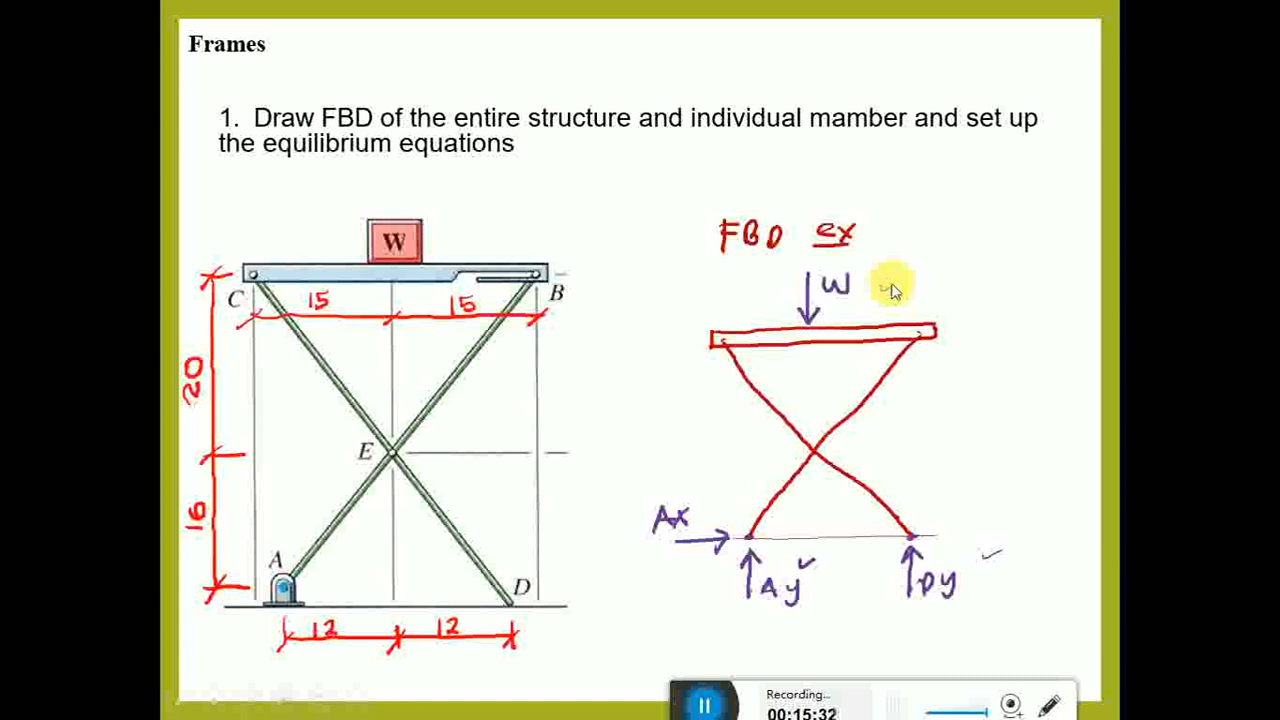 Frames
1. Draw FBD of the entire structure and individual mamber and set up
the equilibrium equations
W
C
15
15
B
20
E
16
A
D
12
12
FBD ex
W
Ax
Ay
Dy
Recording...
00:15:32